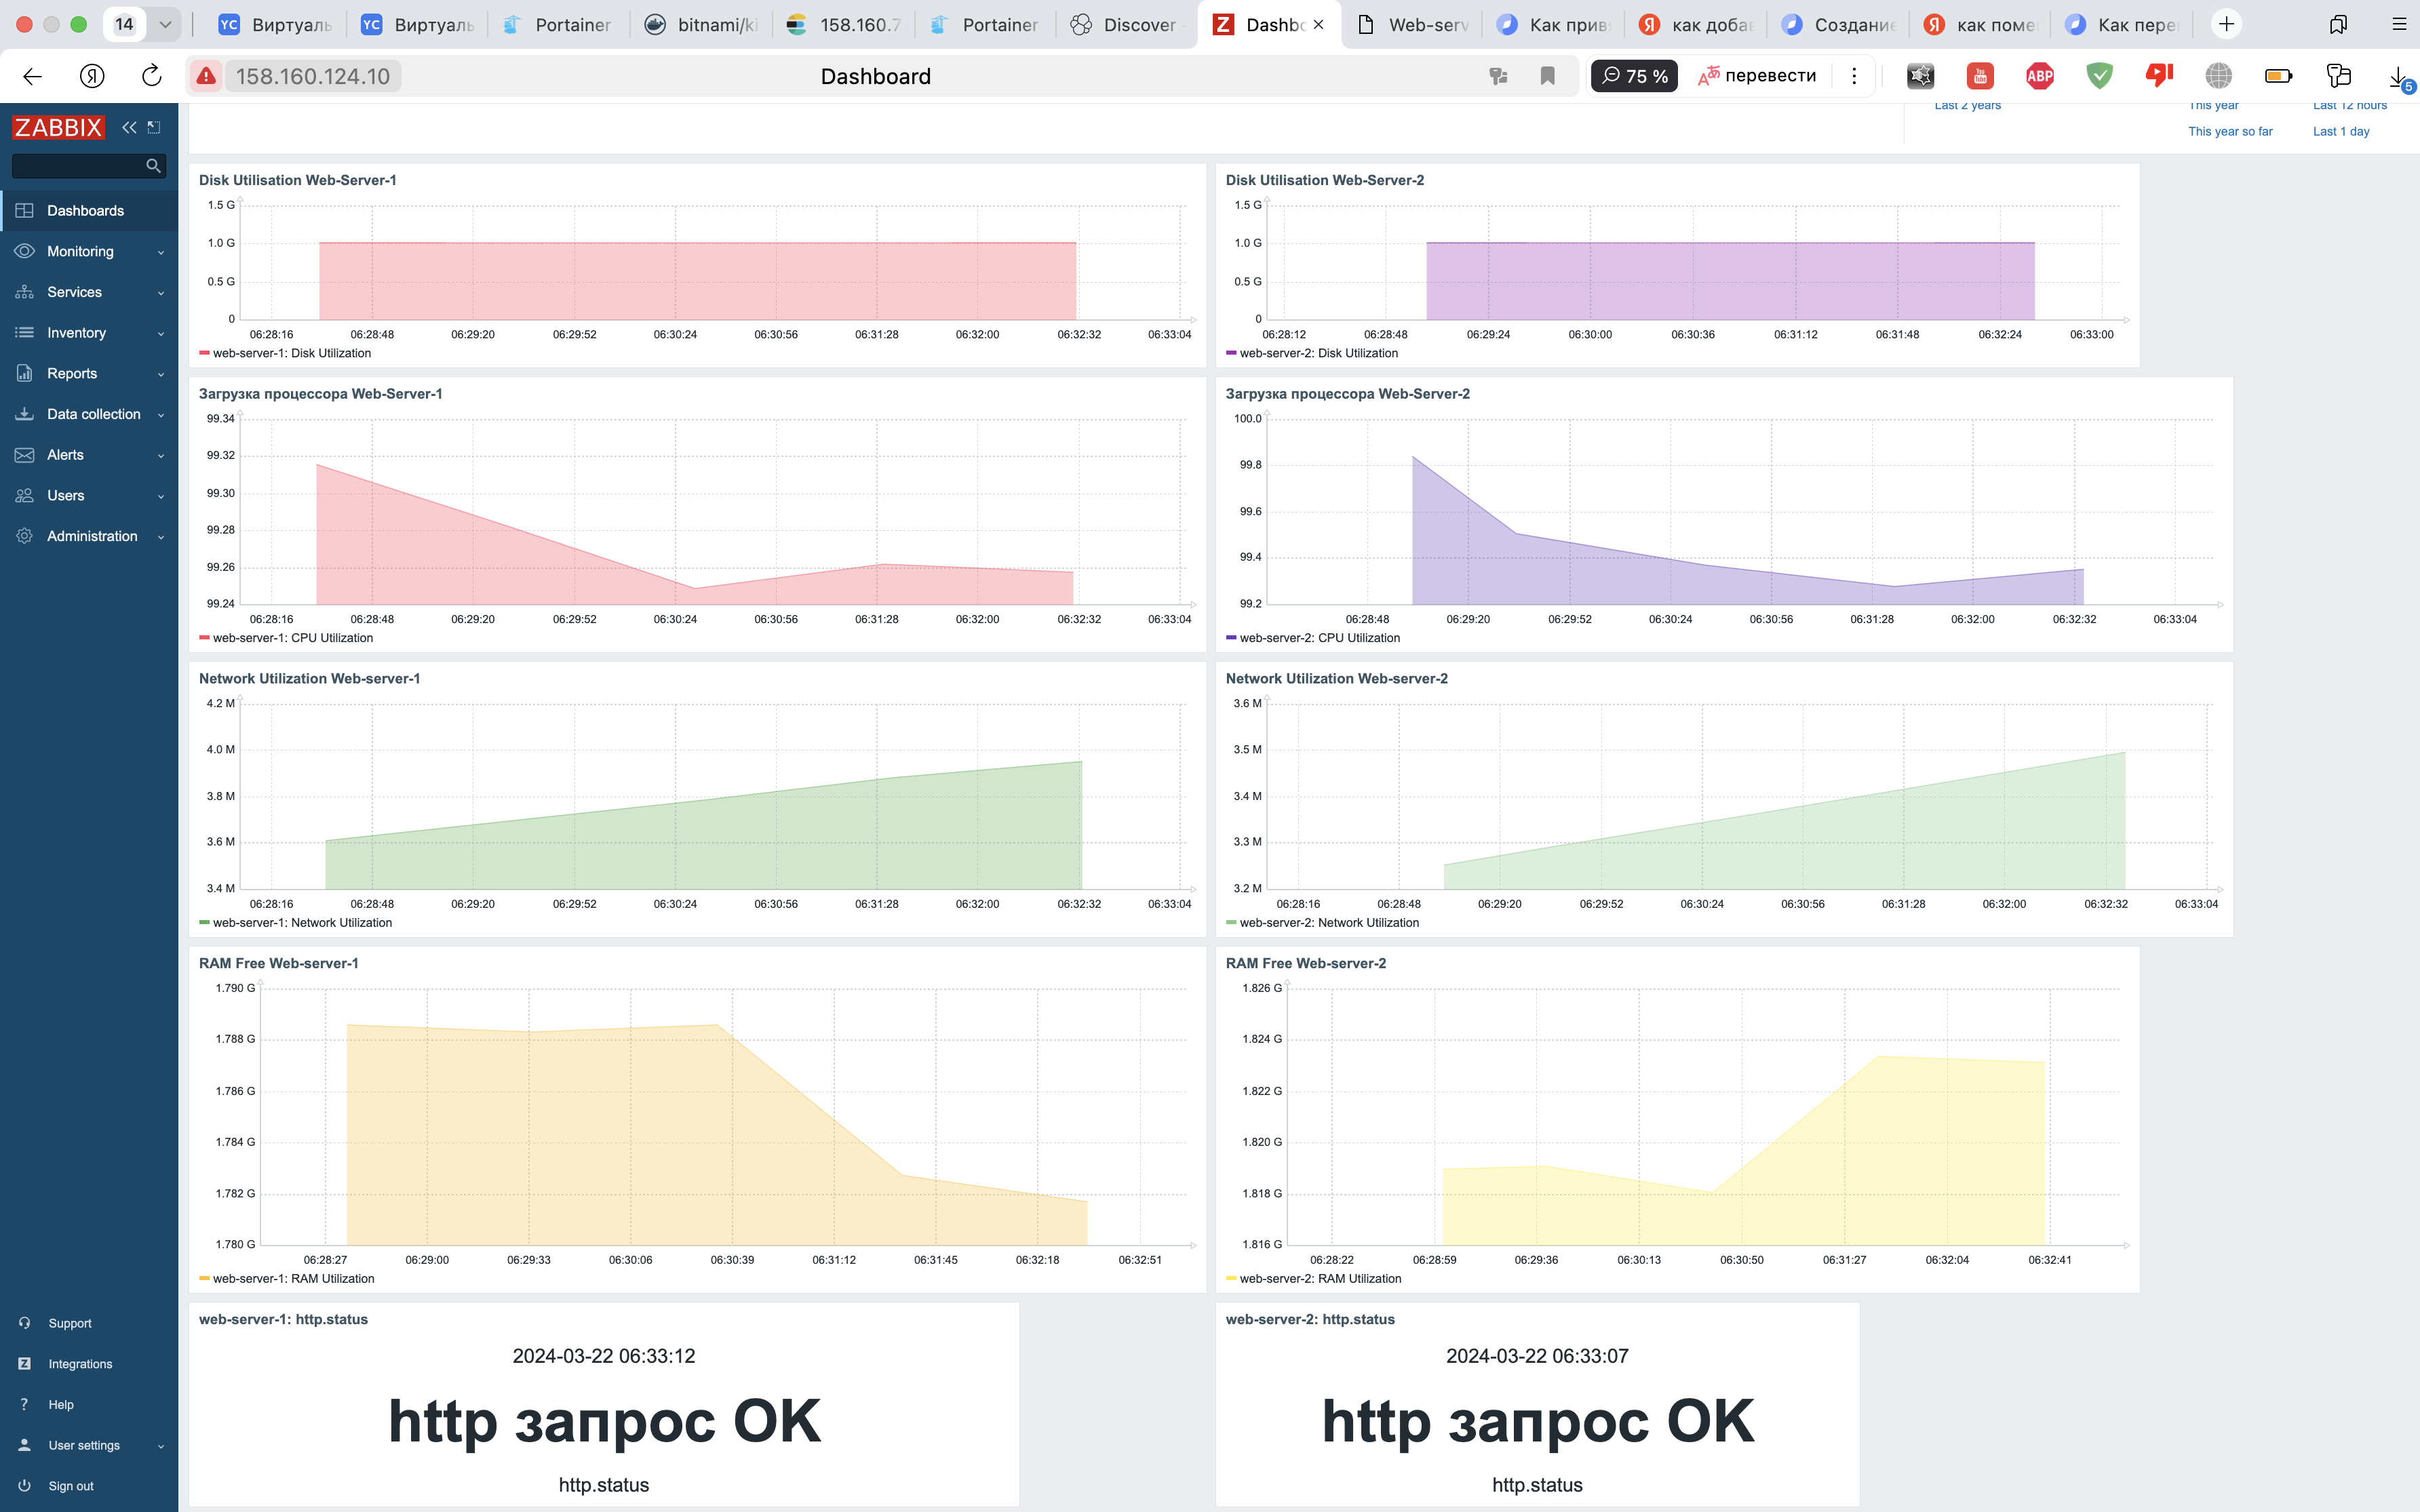 14
Виртуаль
Виртуаль
Portainer
bitnami/ki
158.160.7
Portainer
Discover
Dashbo
Web-serv
Как прив
как доба
Создание
как поме
Как пере
158.160.124.10
Dashboard
75 %
перевести
ABP
5
ZABBIX
Dashboards
Monitoring
Services
Inventory
Reports
Data collection
Alerts
Users
Administration
Support
Integrations
Help
User settings
Sign out
Last 2 years
This year
Last 12 hours
This year so far
Last 1 day
Disk Utilisation Web-Server-1
1.5 G
1.0 G
0.5 G
0
06:28:16 06:28:48 06:29:20 06:29:52 06:30:24 06:30:56 06:31:28 06:32:00 06:32:32 06:33:04
web-server-1: Disk Utilization
Disk Utilisation Web-Server-2
1.5 G
1.0 G
0.5 G
0
06:28:12 06:28:48 06:29:24 06:30:00 06:30:36 06:31:12 06:31:48 06:32:24 06:33:00
web-server-2: Disk Utilization
Загрузка процессора Web-Server-1
99.34
99.32
99.30
99.28
99.26
99.24
06:28:16 06:28:48 06:29:20 06:29:52 06:30:24 06:30:56 06:31:28 06:32:00 06:32:32 06:33:04
web-server-1: CPU Utilization
Загрузка процессора Web-Server-2
100.0
99.8
99.6
99.4
99.2
06:28:48 06:29:20 06:29:52 06:30:24 06:30:56 06:31:28 06:32:00 06:32:32 06:33:04
web-server-2: CPU Utilization
Network Utilization Web-server-1
4.2 M
4.0 M
3.8 M
3.6 M
3.4 M
06:28:16 06:28:48 06:29:20 06:29:52 06:30:24 06:30:56 06:31:28 06:32:00 06:32:32 06:33:04
web-server-1: Network Utilization
Network Utilization Web-server-2
3.6 M
3.5 M
3.4 M
3.3 M
3.2 M
06:28:16 06:28:48 06:29:20 06:29:52 06:30:24 06:30:56 06:31:28 06:32:00 06:32:32 06:33:04
web-server-2: Network Utilization
RAM Free Web-server-1
1.790 G
1.788 G
1.786 G
1.784 G
1.782 G
1.780 G
06:28:27 06:29:00 06:29:33 06:30:06 06:30:39 06:31:12 06:31:45 06:32:18 06:32:51
web-server-1: RAM Utilization
RAM Free Web-server-2
1.826 G
1.824 G
1.822 G
1.820 G
1.818 G
1.816 G
06:28:22 06:28:59 06:29:36 06:30:13 06:30:50 06:31:27 06:32:04 06:32:41
web-server-2: RAM Utilization
web-server-1: http.status
2024-03-22 06:33:12
http запрос OK
http.status
web-server-2: http.status
2024-03-22 06:33:07
http запрос OK
http.status